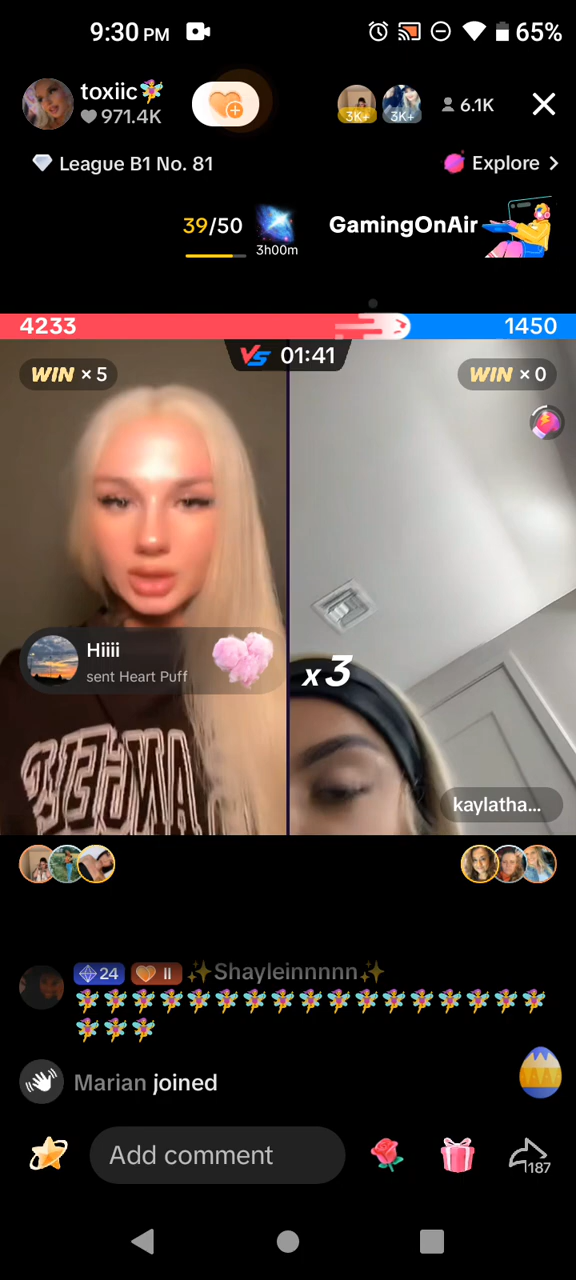 9:30 PM 65%
toxiic🧚
971.4K
3K+ 3K+ 6.1K
League B1 No. 81
Explore >
39/50
3h00m
GamingOnAir
4233 1450
VS 01:41
WIN × 5
WIN × 0
Hiiii
sent Heart Puff
x3
kaylatha...
24 II ✨Shayleinnnnn✨
🧚🧚🧚🧚🧚🧚🧚🧚🧚🧚🧚🧚🧚🧚🧚🧚🧚
🧚🧚🧚
Marian joined
Add comment
187